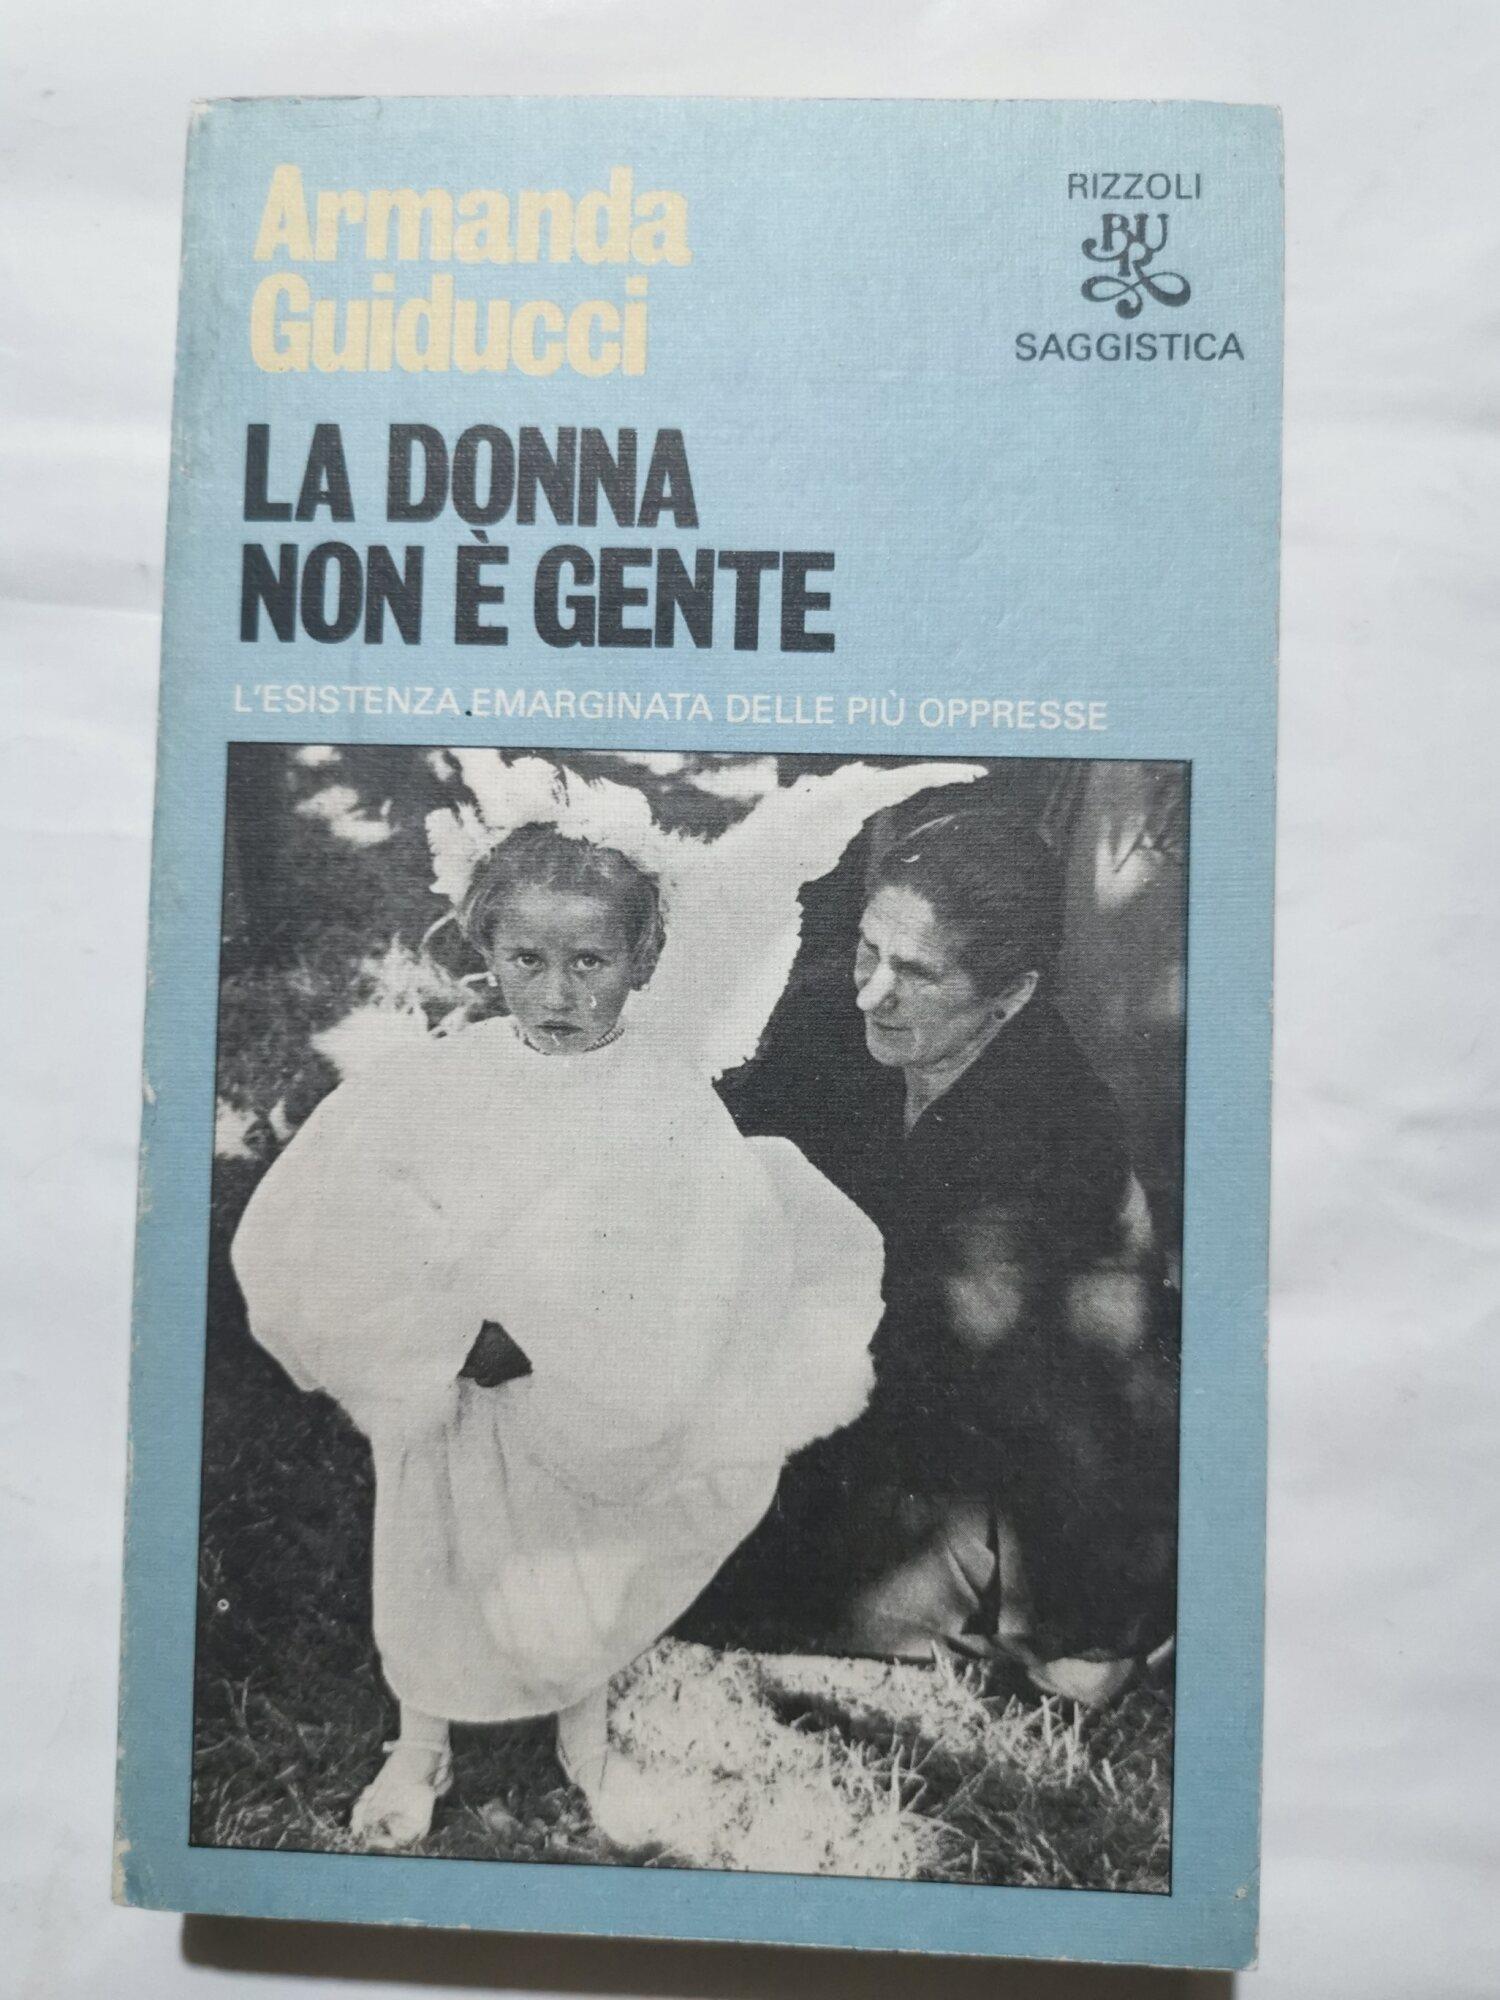 Armanda
Guiducci
RIZZOLI
BUR
SAGGISTICA
LA DONNA
NON È GENTE
L'ESISTENZA EMARGINATA DELLE PIÙ OPPRESSE